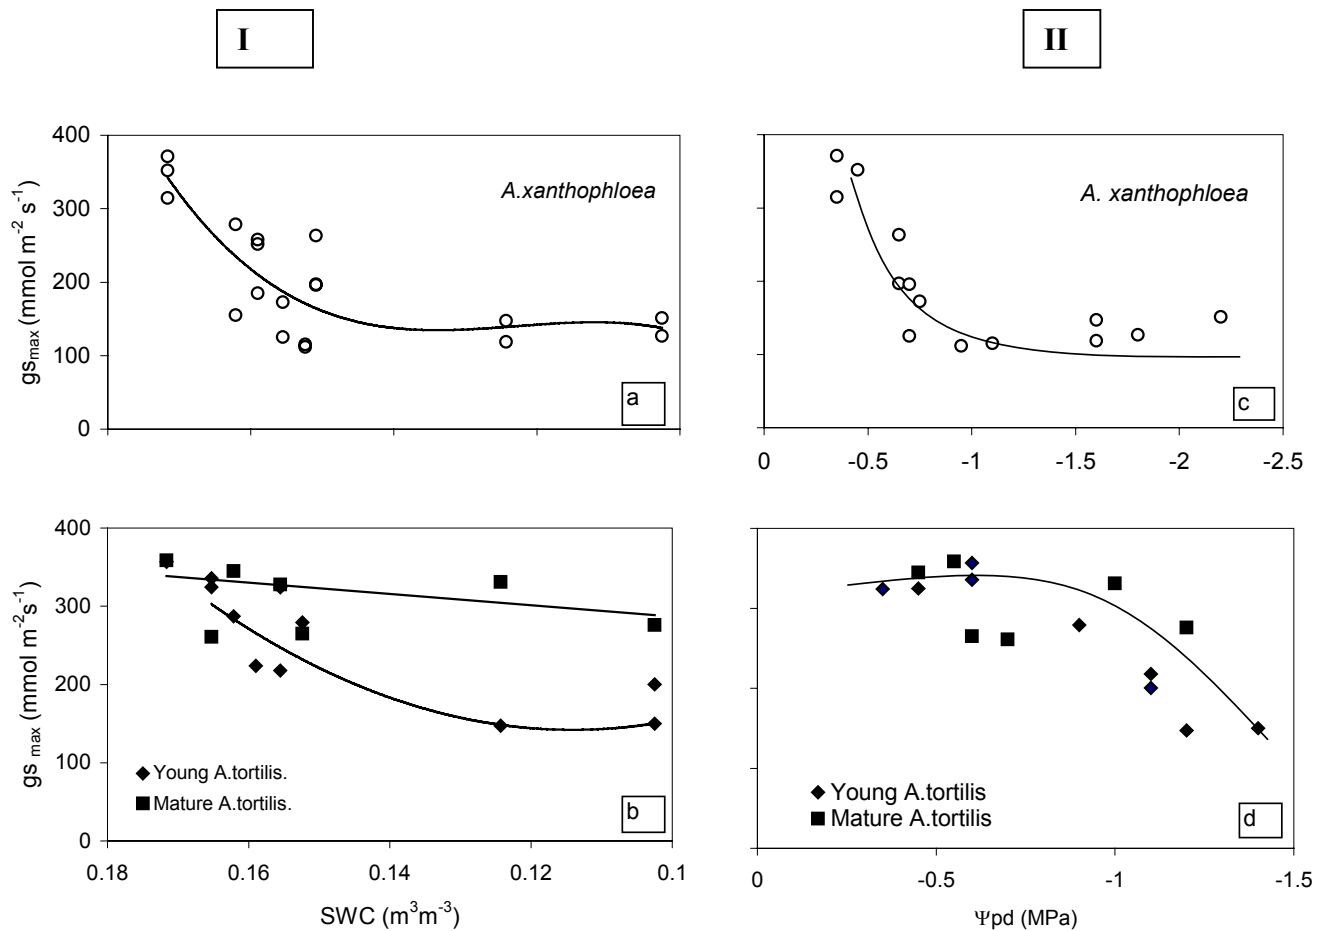 I
II
400
300
200
100
0
gs max (mmol m⁻² s⁻¹)
A.xanthophloea
a
A. xanthophloea
c
0 -0.5 -1 -1.5 -2 -2.5
400
300
200
100
0
gs max (mmol m⁻²s⁻¹)
Young A.tortilis.
Mature A.tortilis.
b
0.18 0.16 0.14 0.12 0.1
SWC (m³m⁻³)
Young A.tortilis
Mature A.tortilis
d
0 -0.5 -1 -1.5
Ψpd (MPa)